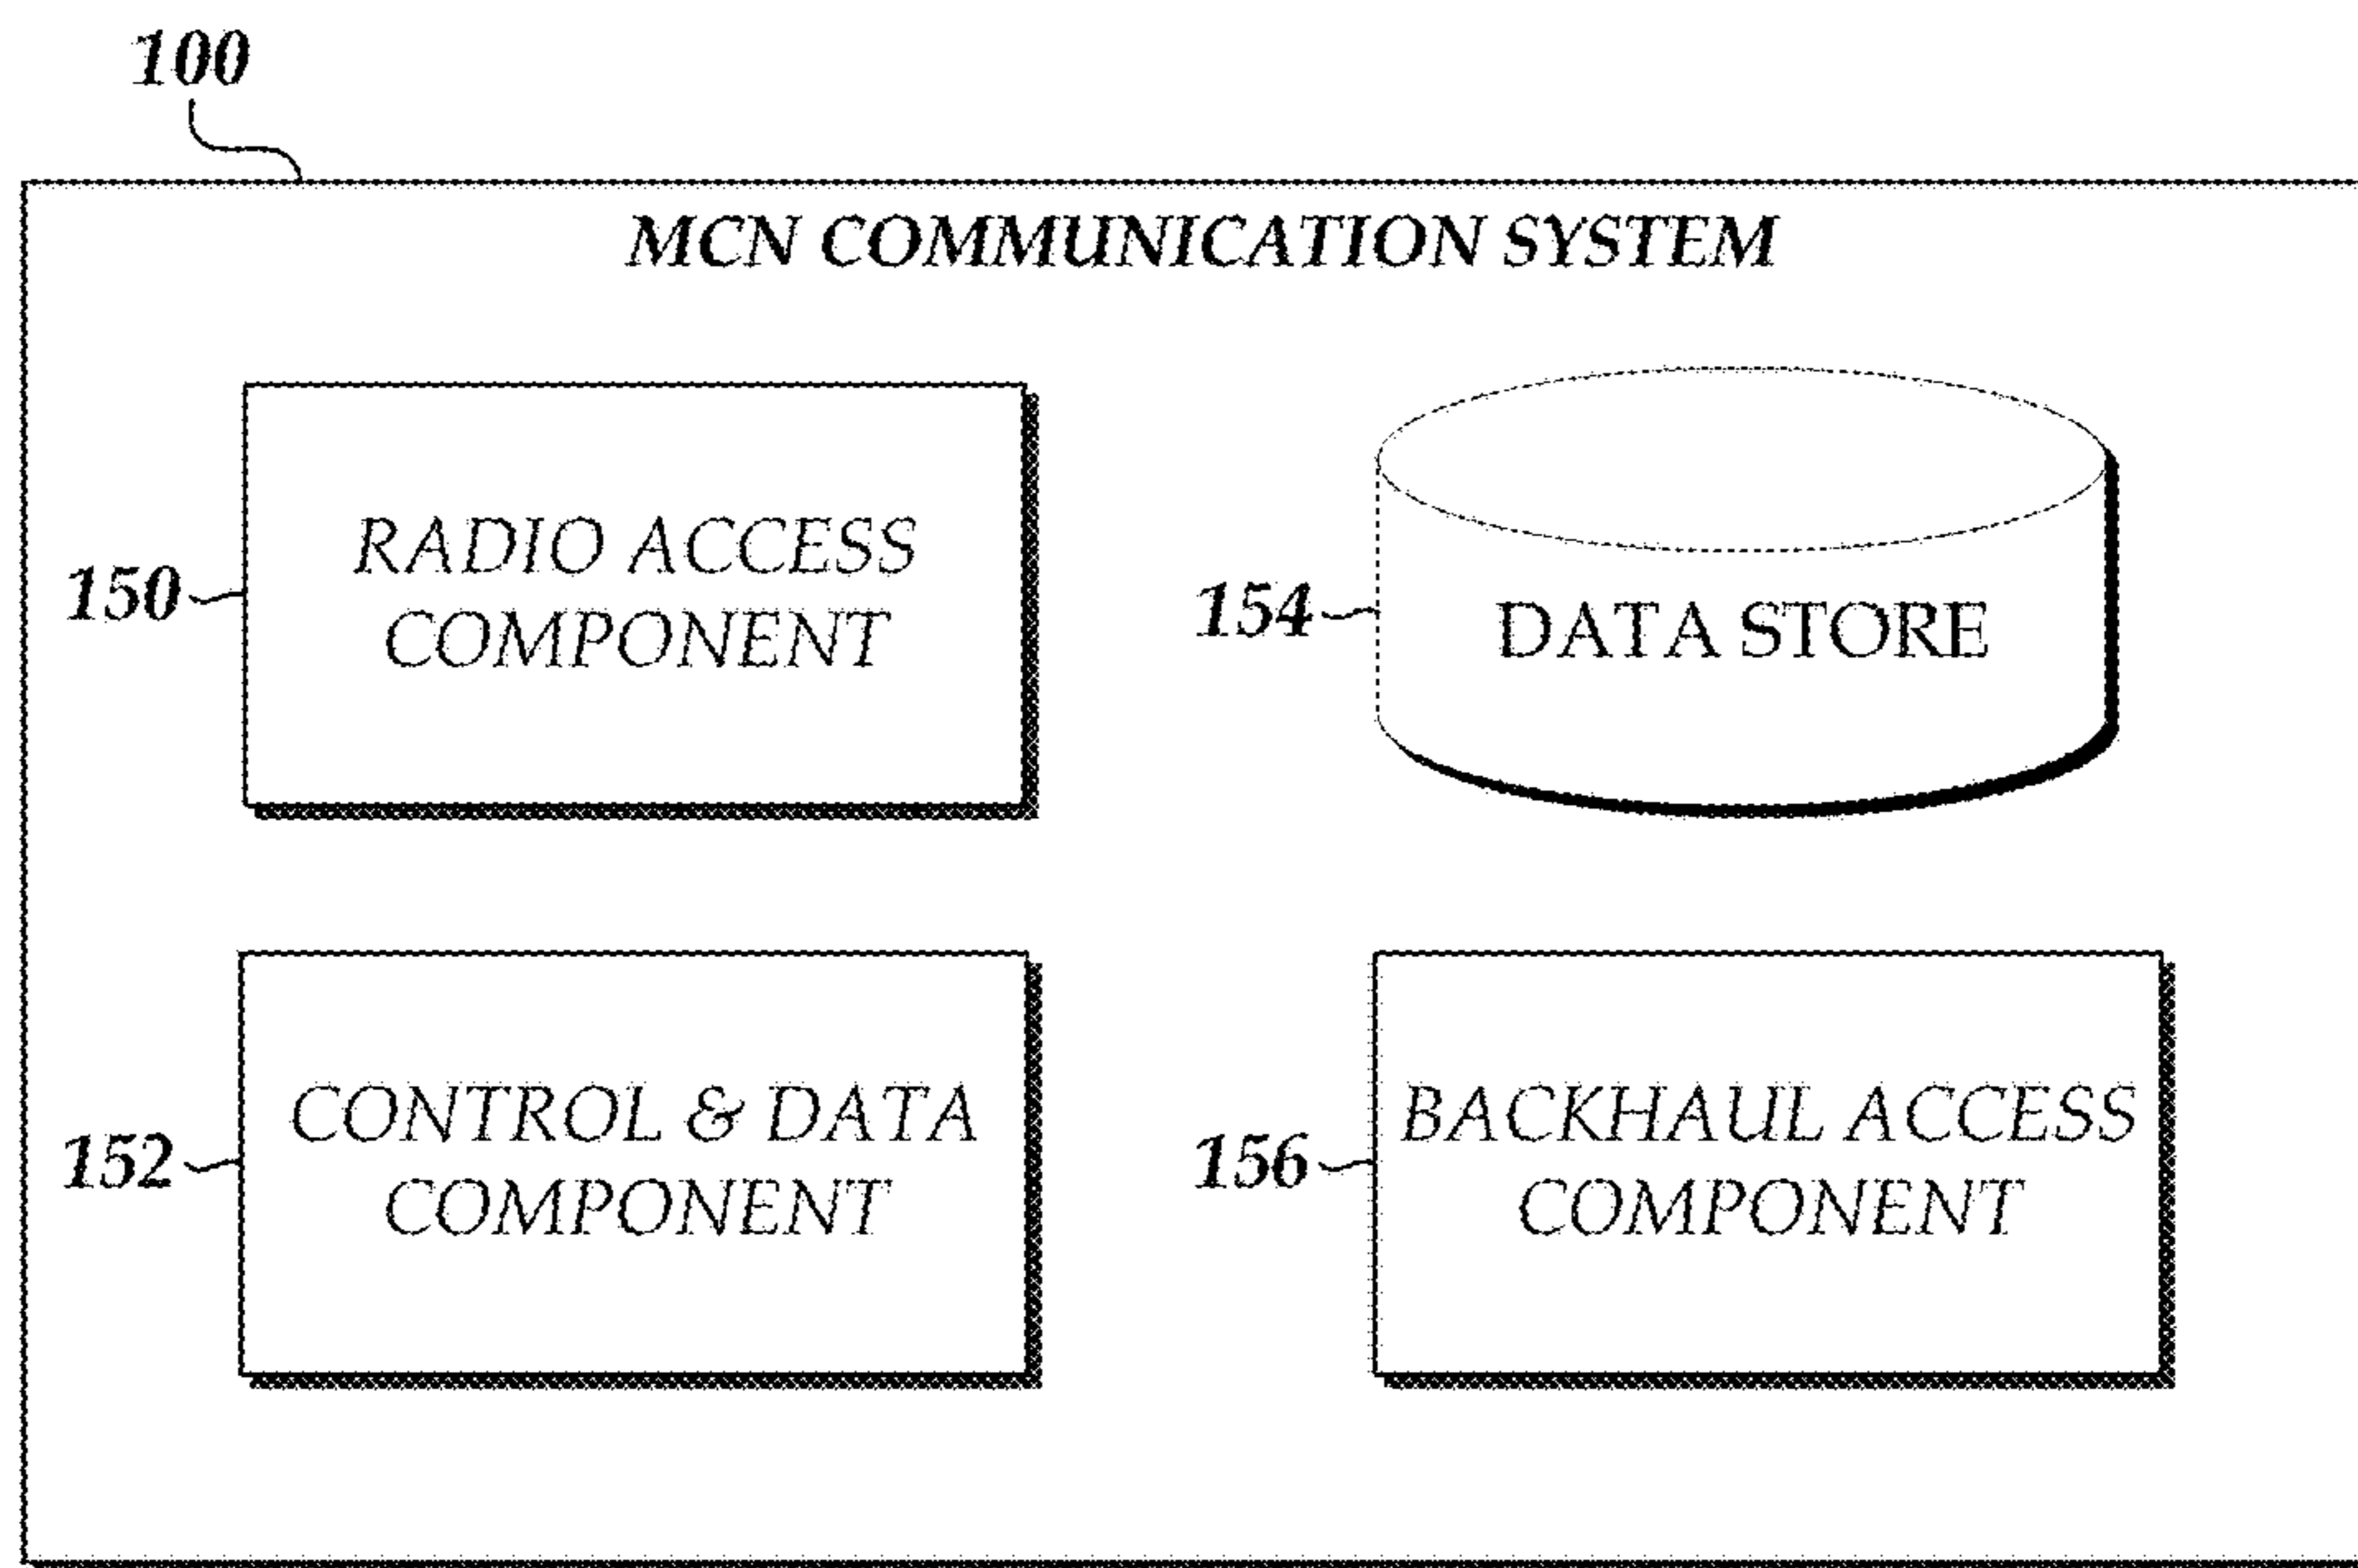 100
MCN COMMUNICATION SYSTEM
RADIO ACCESS
COMPONENT
150
154
DATA STORE
CONTROL & DATA
COMPONENT
152
BACKHAUL ACCESS
COMPONENT
156